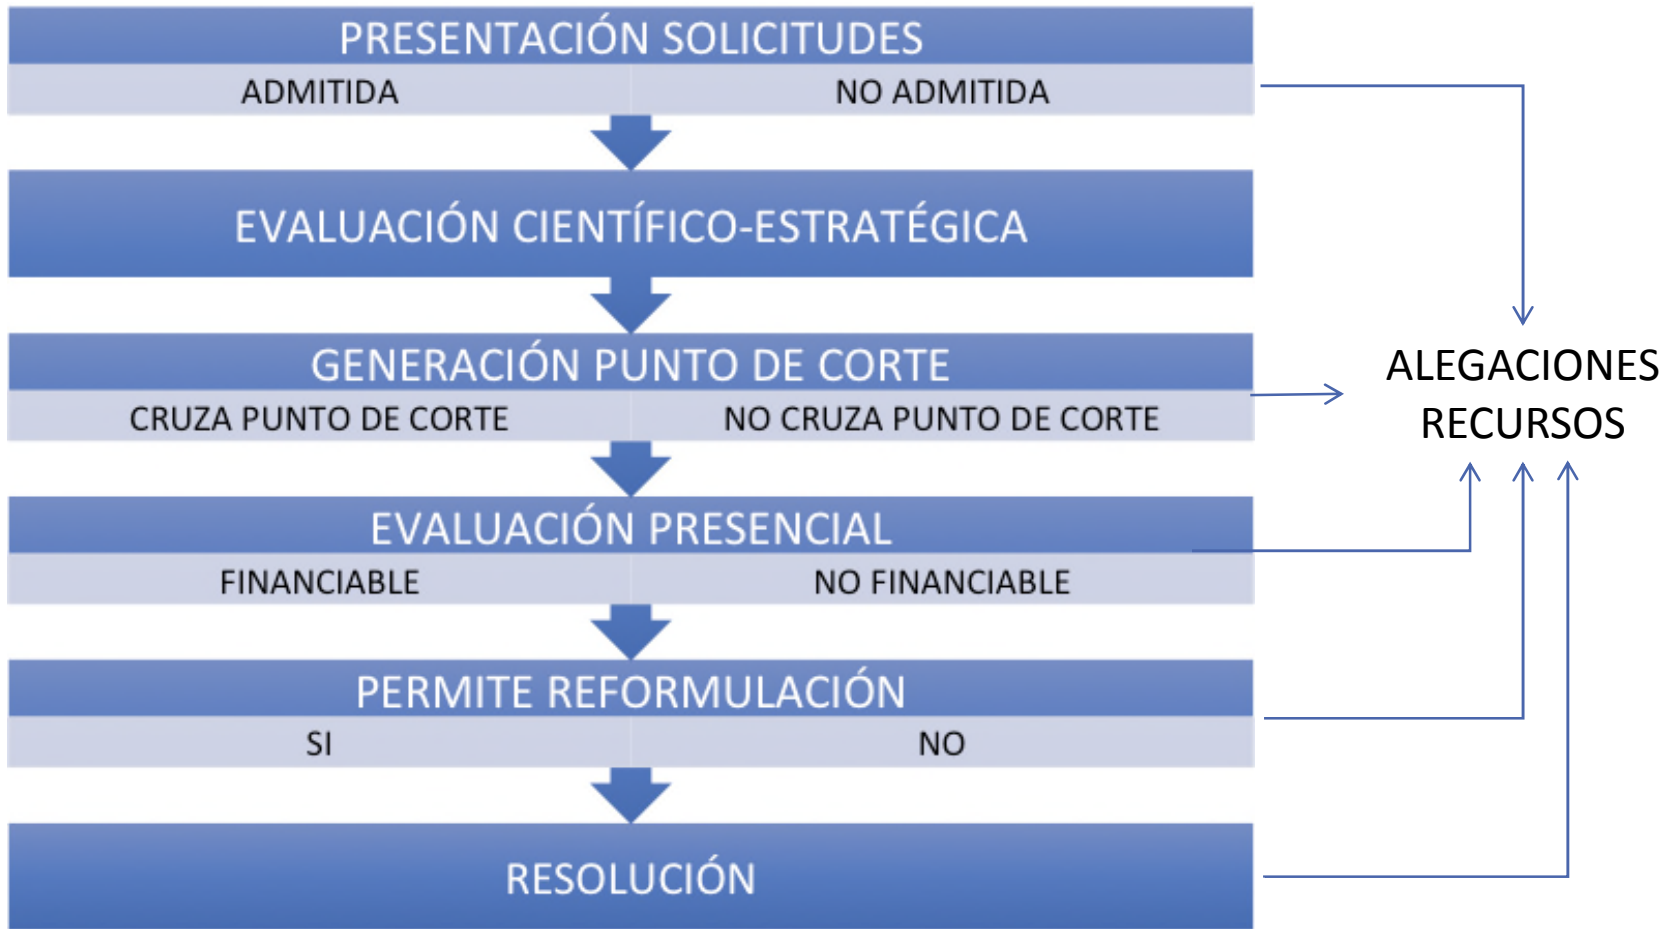 PRESENTACIÓN SOLICITUDES
ADMITIDA
NO ADMITIDA
EVALUACIÓN CIENTÍFICO-ESTRATÉGICA
GENERACIÓN PUNTO DE CORTE
CRUZA PUNTO DE CORTE
NO CRUZA PUNTO DE CORTE
EVALUACIÓN PRESENCIAL
FINANCIABLE
NO FINANCIABLE
PERMITE REFORMULACIÓN
SI
NO
RESOLUCIÓN
ALEGACIONES
RECURSOS